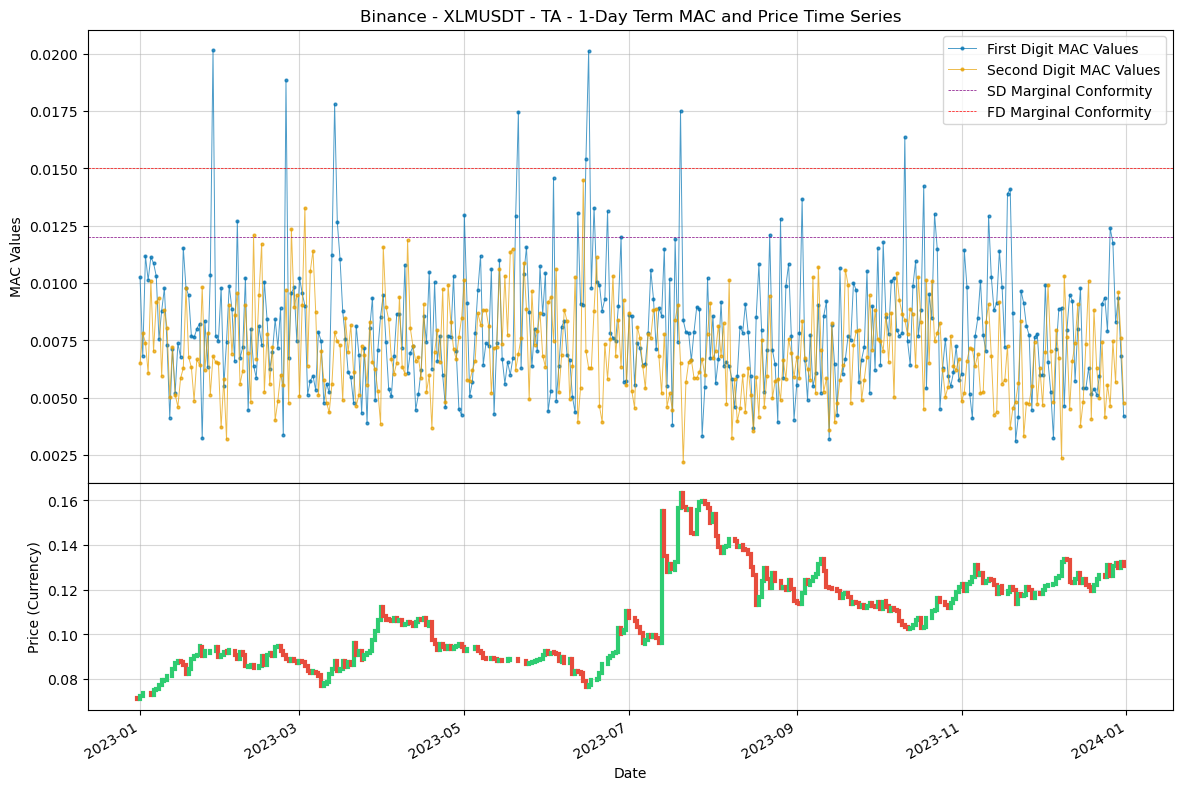 Binance - XLMUSDT - TA - 1-Day Term MAC and Price Time Series
First Digit MAC Values
Second Digit MAC Values
SD Marginal Conformity
FD Marginal Conformity
MAC Values
0.0200
0.0175
0.0150
0.0125
0.0100
0.0075
0.0050
0.0025
Price (Currency)
0.16
0.14
0.12
0.10
0.08
2023-01
2023-03
2023-05
2023-07
2023-09
2023-11
2024-01
Date